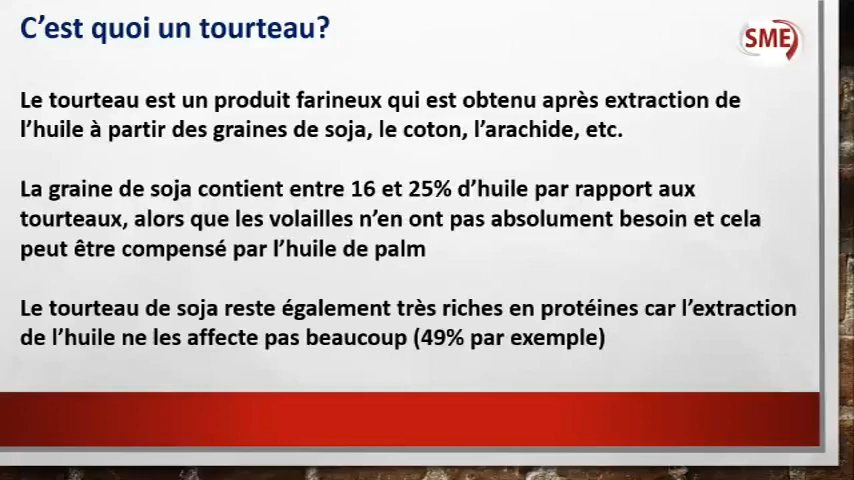 C'est quoi un tourteau?
SME
Le tourteau est un produit farineux qui est obtenu après extraction de
l'huile à partir des graines de soja, le coton, l'arachide, etc.
La graine de soja contient entre 16 et 25% d'huile par rapport aux
tourteaux, alors que les volailles n'en ont pas absolument besoin et cela
peut être compensé par l'huile de palm
Le tourteau de soja reste également très riches en protéines car l'extraction
de l'huile ne les affecte pas beaucoup (49% par exemple)